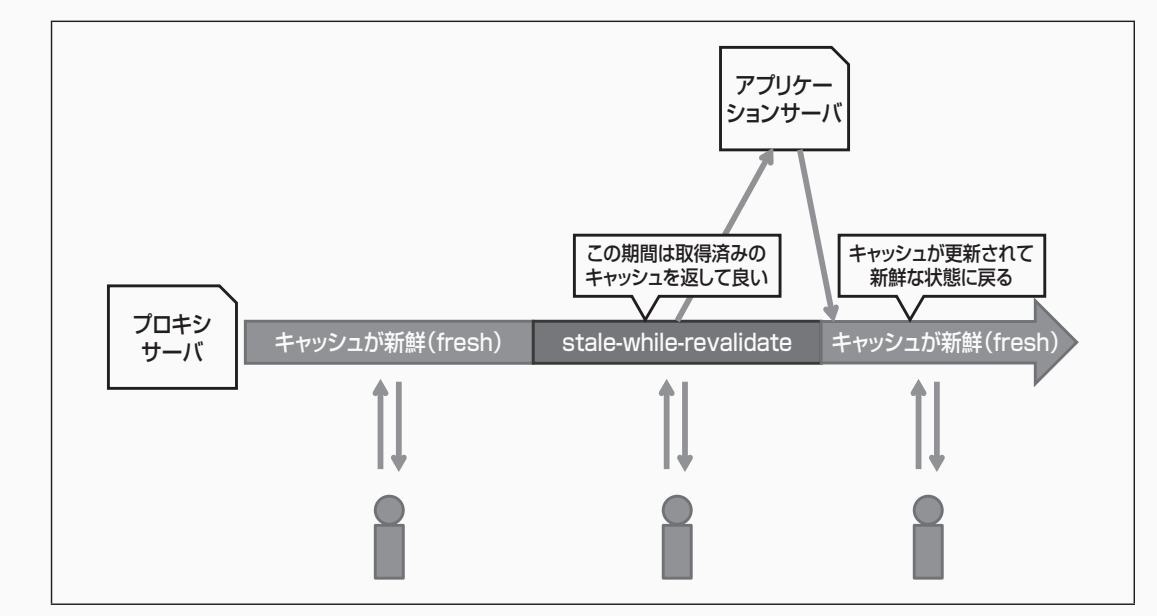 アプリケー
ションサーバ
この期間は取得済みの
キャッシュを返して良い
キャッシュが更新されて
新鮮な状態に戻る
プロキシ
サーバ
キャッシュが新鮮(fresh)
stale-while-revalidate
キャッシュが新鮮(fresh)